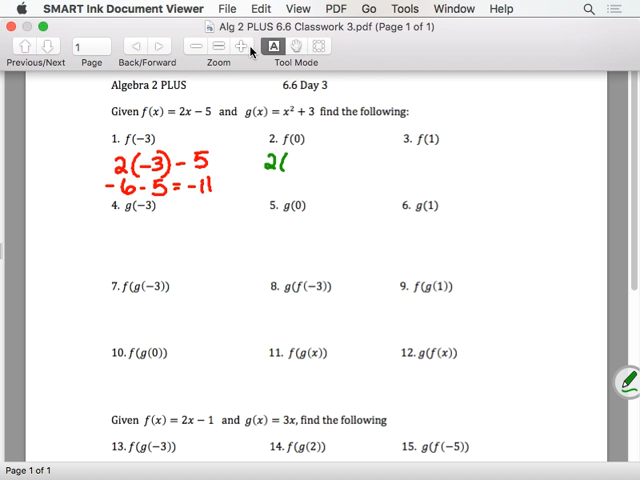 SMART Ink Document Viewer File Edit View PDF Go Tools Window Help
Alg 2 PLUS 6.6 Classwork 3.pdf (Page 1 of 1)
1
Previous/Next Page Back/Forward Zoom Tool Mode
Algebra 2 PLUS 6.6 Day 3
Given f(x) = 2x − 5 and g(x) = x² + 3 find the following:
1. f(−3) 2. f(0) 3. f(1)
2(−3) − 5 2(
-6 - 5 = -11
4. g(−3) 5. g(0) 6. g(1)
7. f(g(−3)) 8. g(f(−3)) 9. f(g(1))
10. f(g(0)) 11. f(g(x)) 12. g(f(x))
Given f(x) = 2x − 1 and g(x) = 3x, find the following
13. f(g(−3)) 14. f(g(2)) 15. g(f(−5))
Page 1 of 1